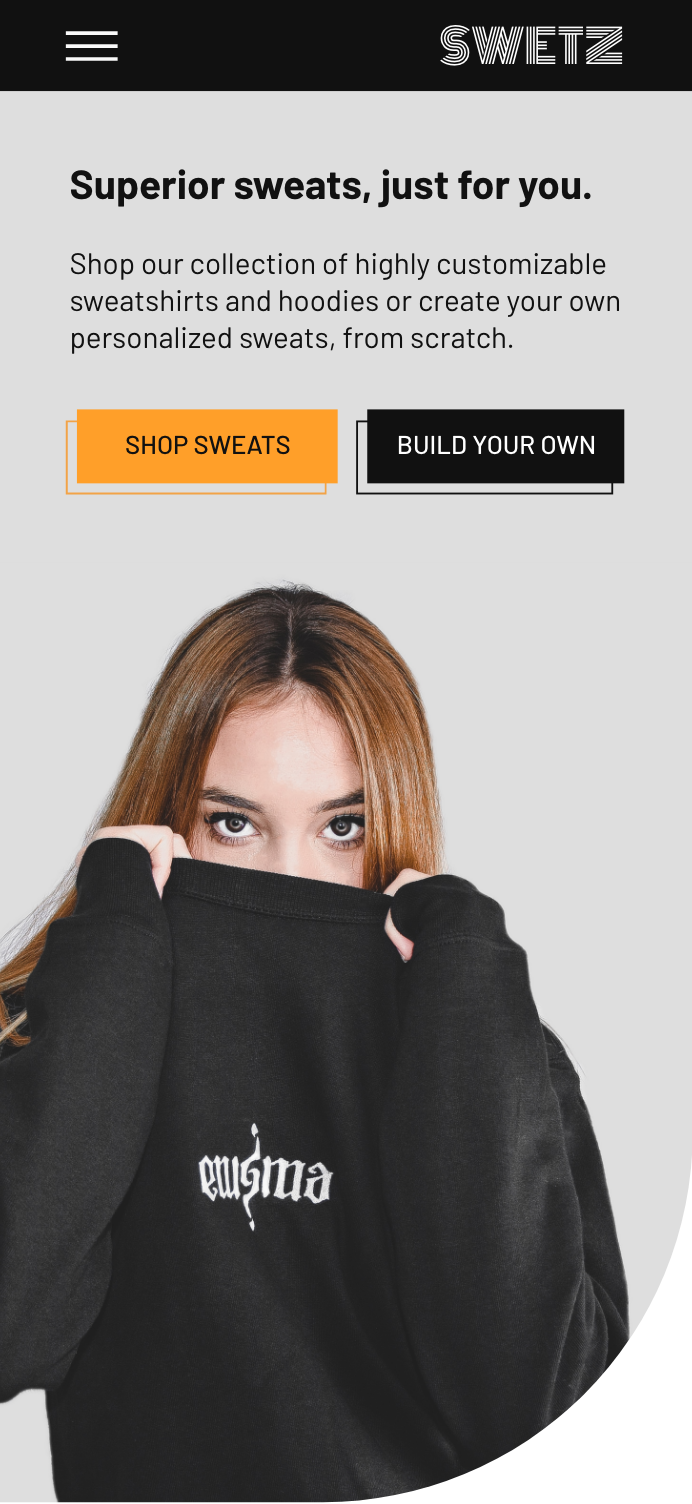 SWETZ
Superior sweats, just for you.
Shop our collection of highly customizable
sweatshirts and hoodies or create your own
personalized sweats, from scratch.
SHOP SWEATS
BUILD YOUR OWN
enigma